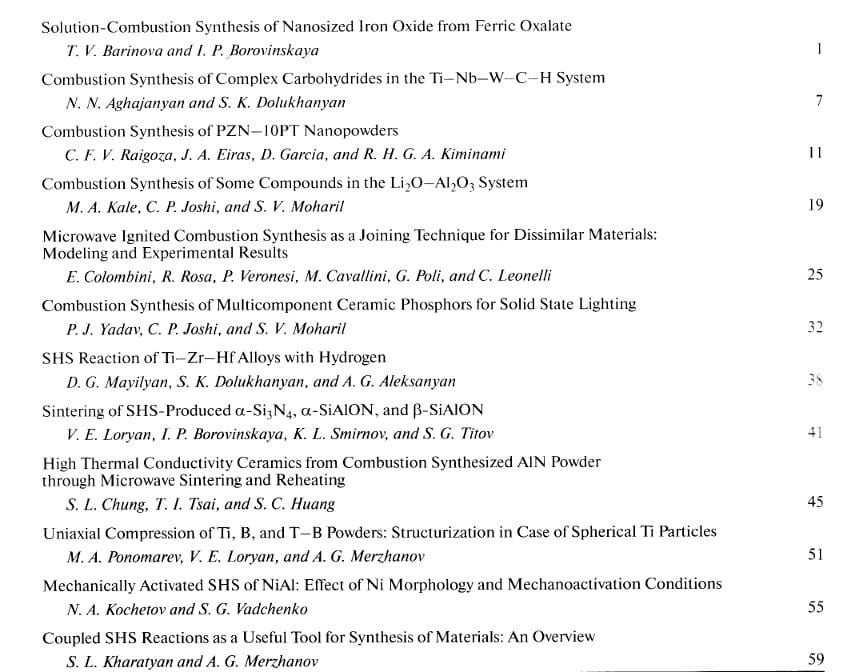 Solution-Combustion Synthesis of Nanosized Iron Oxide from Ferric Oxalate
T. V. Barinova and I. P. Borovinskaya 1
Combustion Synthesis of Complex Carbohydrides in the Ti–Nb–W–C–H System
N. N. Aghajanyan and S. K. Dolukhanyan 7
Combustion Synthesis of PZN–10PT Nanopowders
C. F. V. Raigoza, J. A. Eiras, D. Garcia, and R. H. G. A. Kiminami 11
Combustion Synthesis of Some Compounds in the Li₂O–Al₂O₃ System
M. A. Kale, C. P. Joshi, and S. V. Moharil 19
Microwave Ignited Combustion Synthesis as a Joining Technique for Dissimilar Materials:
Modeling and Experimental Results
E. Colombini, R. Rosa, P. Veronesi, M. Cavallini, G. Poli, and C. Leonelli 25
Combustion Synthesis of Multicomponent Ceramic Phosphors for Solid State Lighting
P. J. Yadav, C. P. Joshi, and S. V. Moharil 32
SHS Reaction of Ti–Zr–Hf Alloys with Hydrogen
D. G. Mayilyan, S. K. Dolukhanyan, and A. G. Aleksanyan 38
Sintering of SHS-Produced α-Si₃N₄, α-SiAlON, and β-SiAlON
V. E. Loryan, I. P. Borovinskaya, K. L. Smirnov, and S. G. Titov 41
High Thermal Conductivity Ceramics from Combustion Synthesized AlN Powder
through Microwave Sintering and Reheating
S. L. Chung, T. I. Tsai, and S. C. Huang 45
Uniaxial Compression of Ti, B, and T–B Powders: Structurization in Case of Spherical Ti Particles
M. A. Ponomarev, V. E. Loryan, and A. G. Merzhanov 51
Mechanically Activated SHS of NiAl: Effect of Ni Morphology and Mechanoactivation Conditions
N. A. Kochetov and S. G. Vadchenko 55
Coupled SHS Reactions as a Useful Tool for Synthesis of Materials: An Overview
S. L. Kharatyan and A. G. Merzhanov 59